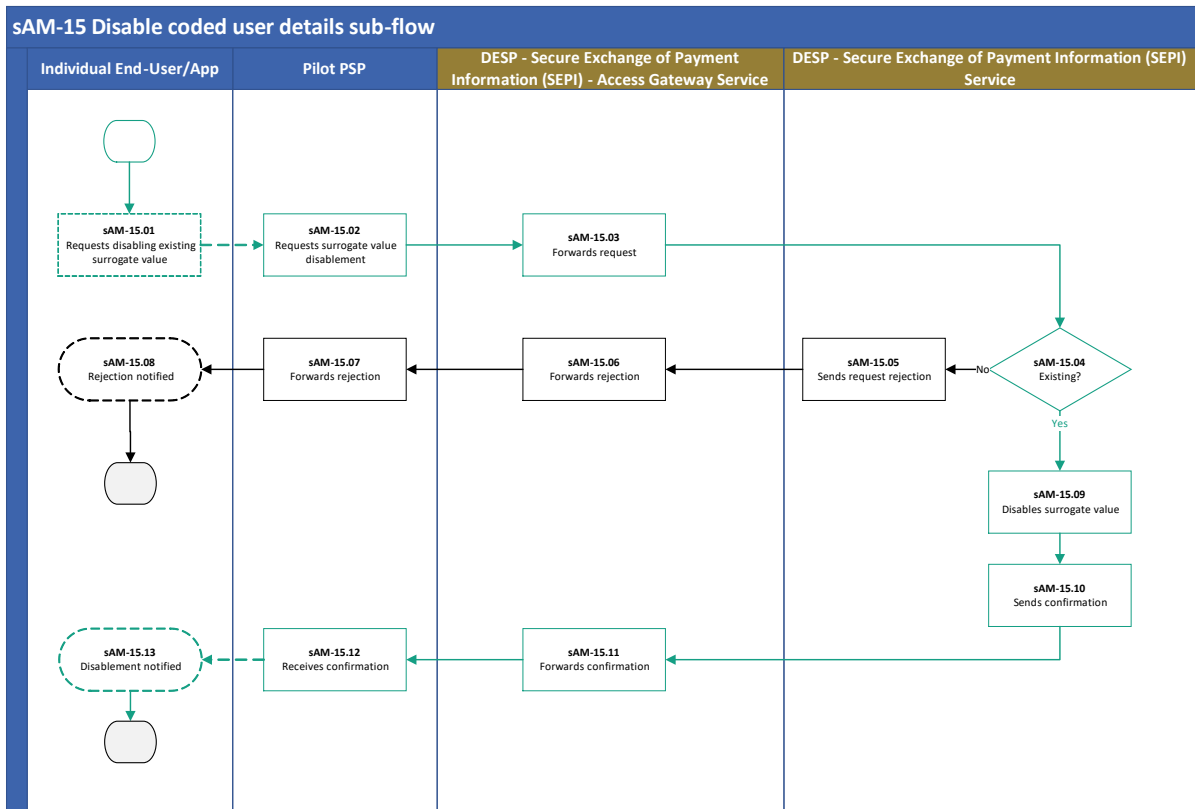 sAM-15 Disable coded user details sub-flow
Individual End-User/App
Pilot PSP
DESP - Secure Exchange of Payment
Information (SEPI) - Access Gateway Service
DESP - Secure Exchange of Payment Information (SEPI)
Service
sAM-15.01
Requests disabling existing
surrogate value
sAM-15.02
Requests surrogate value
disablement
sAM-15.03
Forwards request
sAM-15.08
Rejection notified
sAM-15.07
Forwards rejection
sAM-15.06
Forwards rejection
sAM-15.05
Sends request rejection
No
sAM-15.04
Existing?
Yes
sAM-15.09
Disables surrogate value
sAM-15.10
Sends confirmation
sAM-15.13
Disablement notified
sAM-15.12
Receives confirmation
sAM-15.11
Forwards confirmation